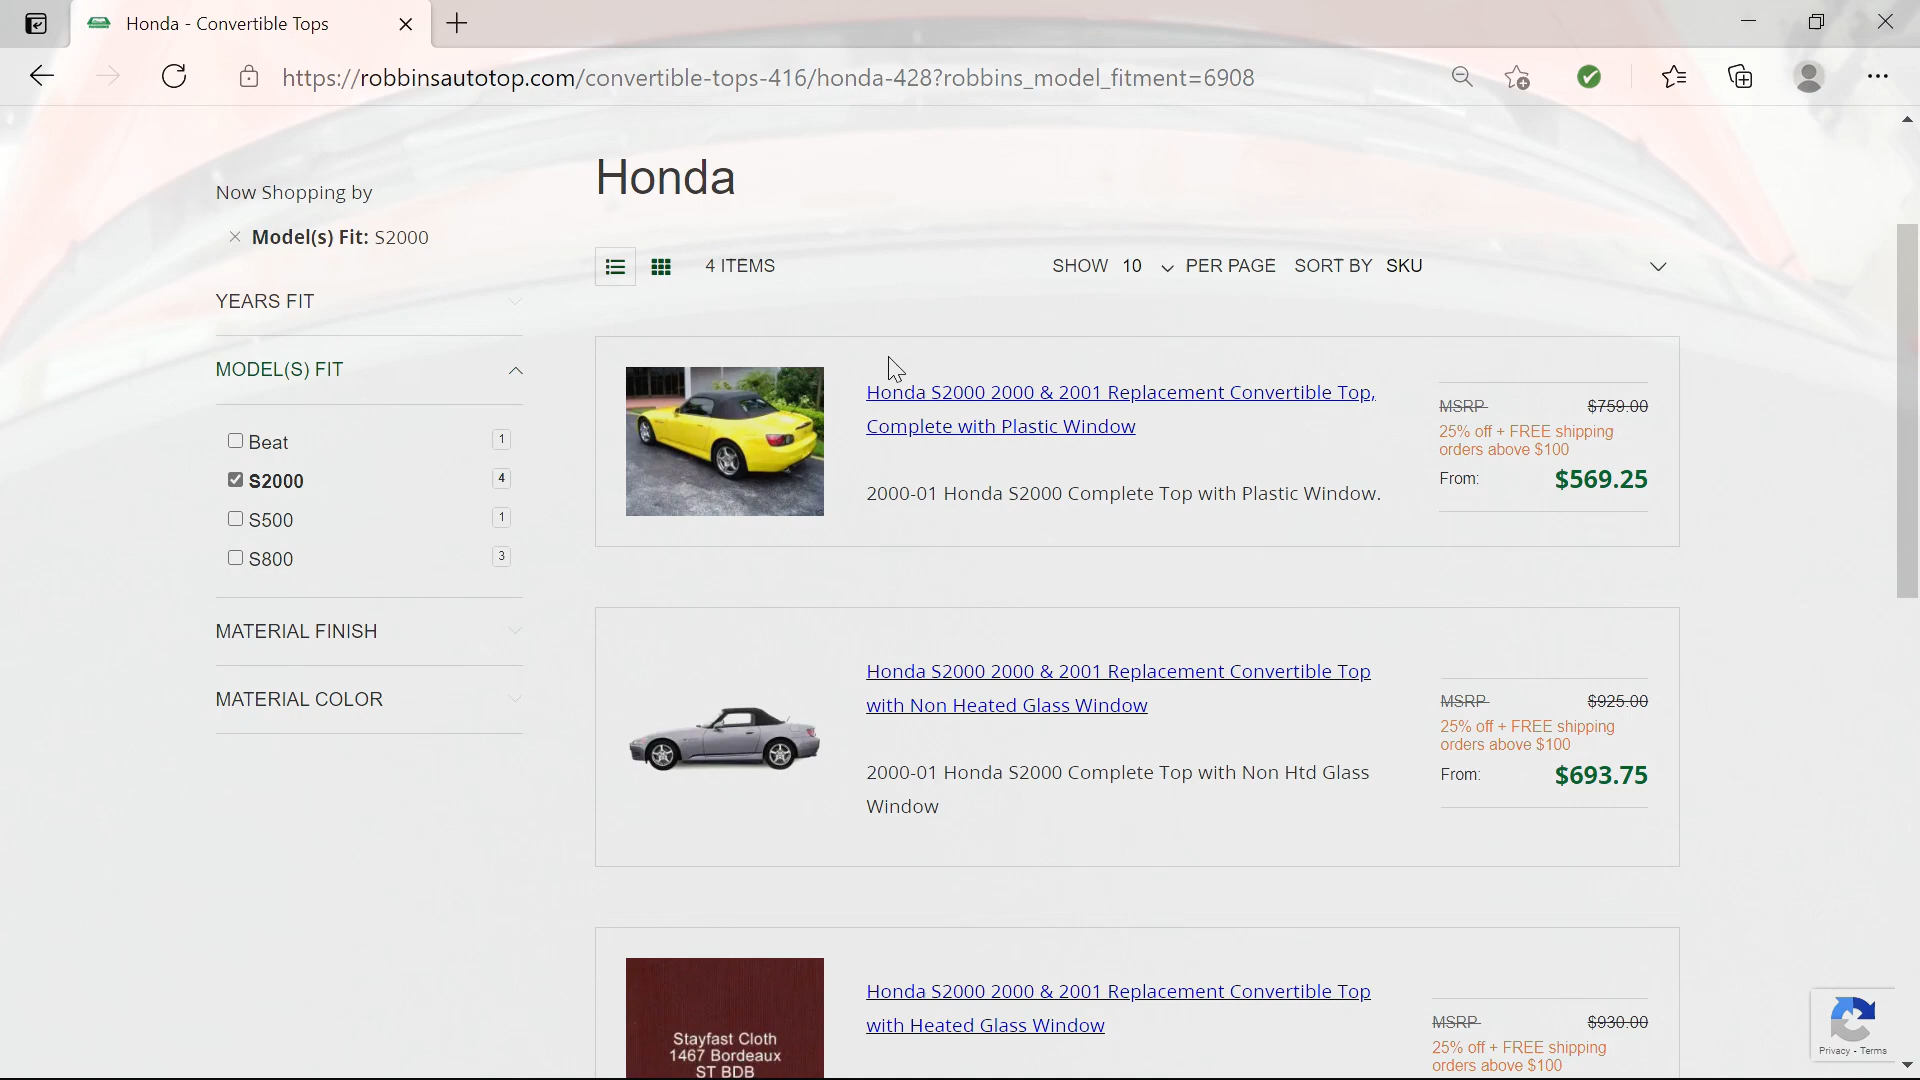 Honda - Convertible Tops
https://robbinsautotop.com/convertible-tops-416/honda-428?robbins_model_fitment=6908
Now Shopping by
Model(s) Fit: S2000
YEARS FIT
MODEL(S) FIT
Beat 1
S2000 4
S500 1
S800 3
MATERIAL FINISH
MATERIAL COLOR
Honda
4 ITEMS SHOW 10 PER PAGE SORT BY SKU
Honda S2000 2000 & 2001 Replacement Convertible Top,
Complete with Plastic Window
2000-01 Honda S2000 Complete Top with Plastic Window.
MSRP $759.00
25% off + FREE shipping
orders above $100
From: $569.25
Honda S2000 2000 & 2001 Replacement Convertible Top
with Non Heated Glass Window
2000-01 Honda S2000 Complete Top with Non Htd Glass
Window
MSRP $925.00
25% off + FREE shipping
orders above $100
From: $693.75
Stayfast Cloth
1467 Bordeaux
ST BDB
Honda S2000 2000 & 2001 Replacement Convertible Top
with Heated Glass Window
MSRP $930.00
25% off + FREE shipping
orders above $100
Privacy - Terms